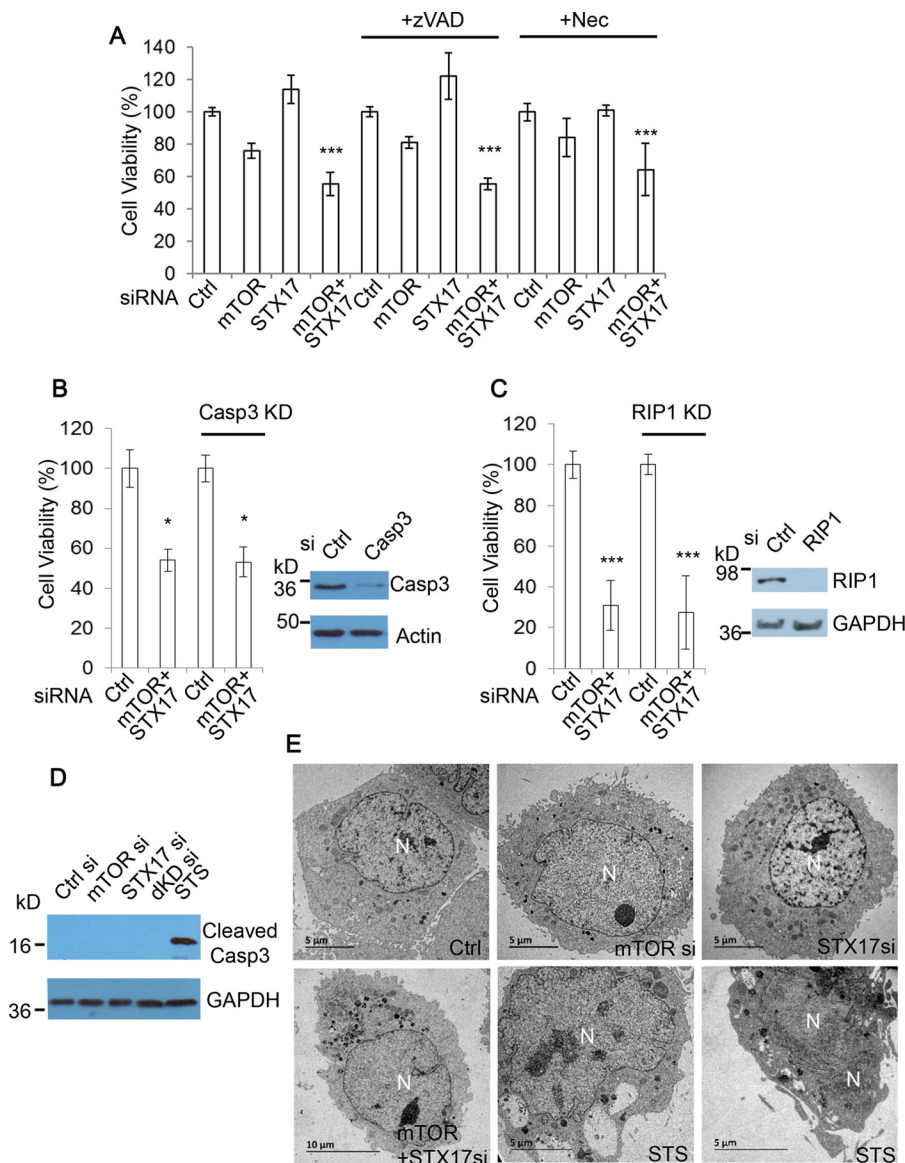 A
+zVAD
+Nec
Cell Viability (%)
140
120
100
80
60
40
20
0
***
***
***
siRNA
Ctrl
mTOR
STX17
mTOR+
STX17
Ctrl
mTOR
STX17
mTOR+
STX17
Ctrl
mTOR
STX17
mTOR+
STX17
B
Casp3 KD
Cell Viability (%)
120
100
80
60
40
20
0
*
*
siRNA
Ctrl
mTOR+
STX17
Ctrl
mTOR+
STX17
si
Ctrl
Casp3
kD
36
Casp3
50
Actin
C
RIP1 KD
Cell Viability (%)
120
100
80
60
40
20
0
***
***
siRNA
Ctrl
mTOR+
STX17
Ctrl
mTOR+
STX17
si
Ctrl
RIP1
kD
98
RIP1
36
GAPDH
D
Ctrl si
mTOR si
STX17 si
dKD si
STS
kD
16
Cleaved
Casp3
36
GAPDH
E
N
5 µm
Ctrl
N
5 µm
mTOR si
N
5 µm
STX17si
N
10 µm
mTOR
+STX17si
N
5 µm
STS
N
N
5 µm
STS